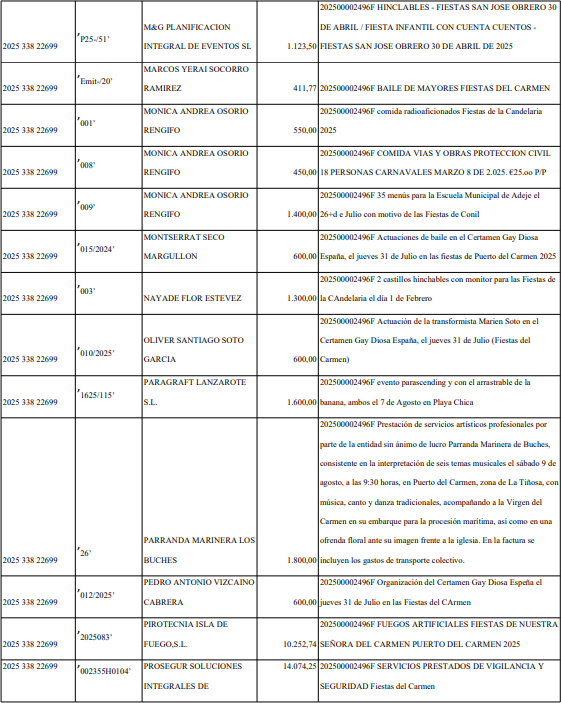 202500002496F HINCLABLES - FIESTAS SAN JOSE OBRERO 30
M&G PLANIFICACION DE ABRIL / FIESTA INFANTIL CON CUENTA CUENTOS -
2025 338 22699 ’P25-/51’ INTEGRAL DE EVENTOS SL 1.123,50 FIESTAS SAN JOSE OBRERO 30 DE ABRIL DE 2025
MARCOS YERAI SOCORRO
2025 338 22699 ’Emit-/20’ RAMIREZ 411,77 202500002496F BAILE DE MAYORES FIESTAS DEL CARMEN
MONICA ANDREA OSORIO 202500002496F comida radioaficionados Fiestas de la Candelaria
2025 338 22699 ’001’ RENGIFO 550,00 2025
MONICA ANDREA OSORIO 202500002496F COMIDA VIAS Y OBRAS PROTECCION CIVIL
2025 338 22699 ’008’ RENGIFO 450,00 18 PERSONAS CARNAVALES MARZO 8 DE 2.025. €25.oo P/P
MONICA ANDREA OSORIO 202500002496F 35 menús para la Escuela Municipal de Adeje el
2025 338 22699 ’009’ RENGIFO 1.400,00 26+d e Julio con motivo de las Fiestas de Conil
MONTSERRAT SECO 202500002496F Actuaciones de baile en el Certamen Gay Diosa
2025 338 22699 ’015/2024’ MARGULLON 600,00 España, el jueves 31 de Julio en las fiestas de Puerto del Carmen 2025
202500002496F 2 castillos hinchables con monitor para las Fiestas de
2025 338 22699 ’003’ NAYADE FLOR ESTEVEZ 1.300,00 la CAndelaria el día 1 de Febrero
202500002496F Actuación de la transformista Marien Soto en el
OLIVER SANTIAGO SOTO Certamen Gay Diosa España, el jueves 31 de Julio (Fiestas del
2025 338 22699 ’010/2025’ GARCIA 600,00 Carmen)
PARAGRAFT LANZAROTE 202500002496F evento parascending y con el arrastrable de la
2025 338 22699 ’1625/115’ S.L. 1.600,00 banana, ambos el 7 de Agosto en Playa Chica
202500002496F Prestación de servicios artísticos profesionales por
parte de la entidad sin ánimo de lucro Parranda Marinera de Buches,
consistente en la interpretación de seis temas musicales el sábado 9 de
agosto, a las 9:30 horas, en Puerto del Carmen, zona de La Tiñosa, con
música, canto y danza tradicionales, acompañando a la Virgen del
Carmen en su embarque para la procesión marítima, así como en una
PARRANDA MARINERA LOS ofrenda floral ante su imagen frente a la iglesia. En la factura se
2025 338 22699 ’26’ BUCHES 1.800,00 incluyen los gastos de transporte colectivo.
PEDRO ANTONIO VIZCAINO 202500002496F Organización del Certamen Gay Diosa Espeña el
2025 338 22699 ’012/2025’ CABRERA 600,00 jueves 31 de Julio en las Fiestas del CArmen
PIROTECNIA ISLA DE 202500002496F FUEGOS ARTIFICIALES FIESTAS DE NUESTRA
2025 338 22699 ’2025083’ FUEGO,S.L. 10.252,74 SEÑORA DEL CARMEN PUERTO DEL CARMEN 2025
2025 338 22699 ’002355H0104’ PROSEGUR SOLUCIONES 14.074,25 202500002496F SERVICIOS PRESTADOS DE VIGILANCIA Y
INTEGRALES DE SEGURIDAD Fiestas del Carmen